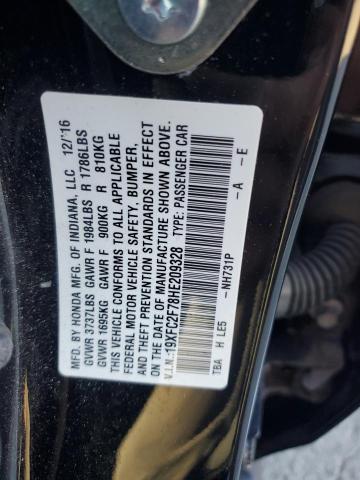 MFD. BY HONDA MFG. OF INDIANA, LLC 12/'16
GVWR 3737LBS GAWR F 1984LBS R 1786LBS
GVWR 1695KG GAWR F 900KG R 810KG
THIS VEHICLE CONFORMS TO ALL APPLICABLE
FEDERAL MOTOR VEHICLE SAFETY, BUMPER,
AND THEFT PREVENTION STANDARDS IN EFFECT
ON THE DATE OF MANUFACTURE SHOWN ABOVE.
V.I.N.:19XFC2F78HE209328 TYPE: PASSENGER CAR
-NH731P -A -E
TBA H LE5